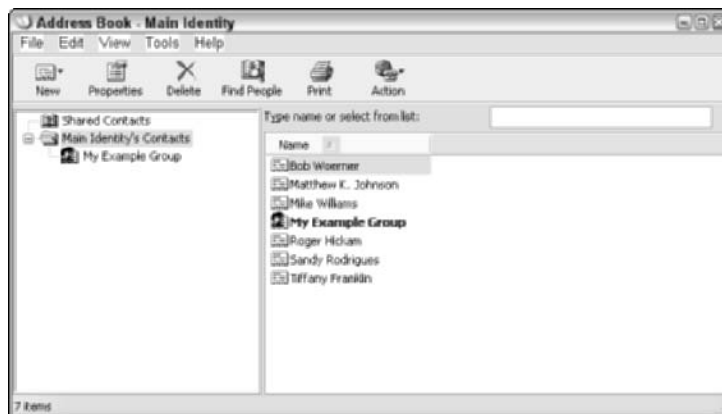 Address Book - Main Identity
File Edit View Tools Help
New Properties Delete Find People Print Action
Shared Contacts
Main Identity's Contacts
My Example Group
Type name or select from list:
Name
Bob Woerner
Matthew K. Johnson
Mike Williams
My Example Group
Roger Hickam
Sandy Rodrigues
Tiffany Franklin
7 items